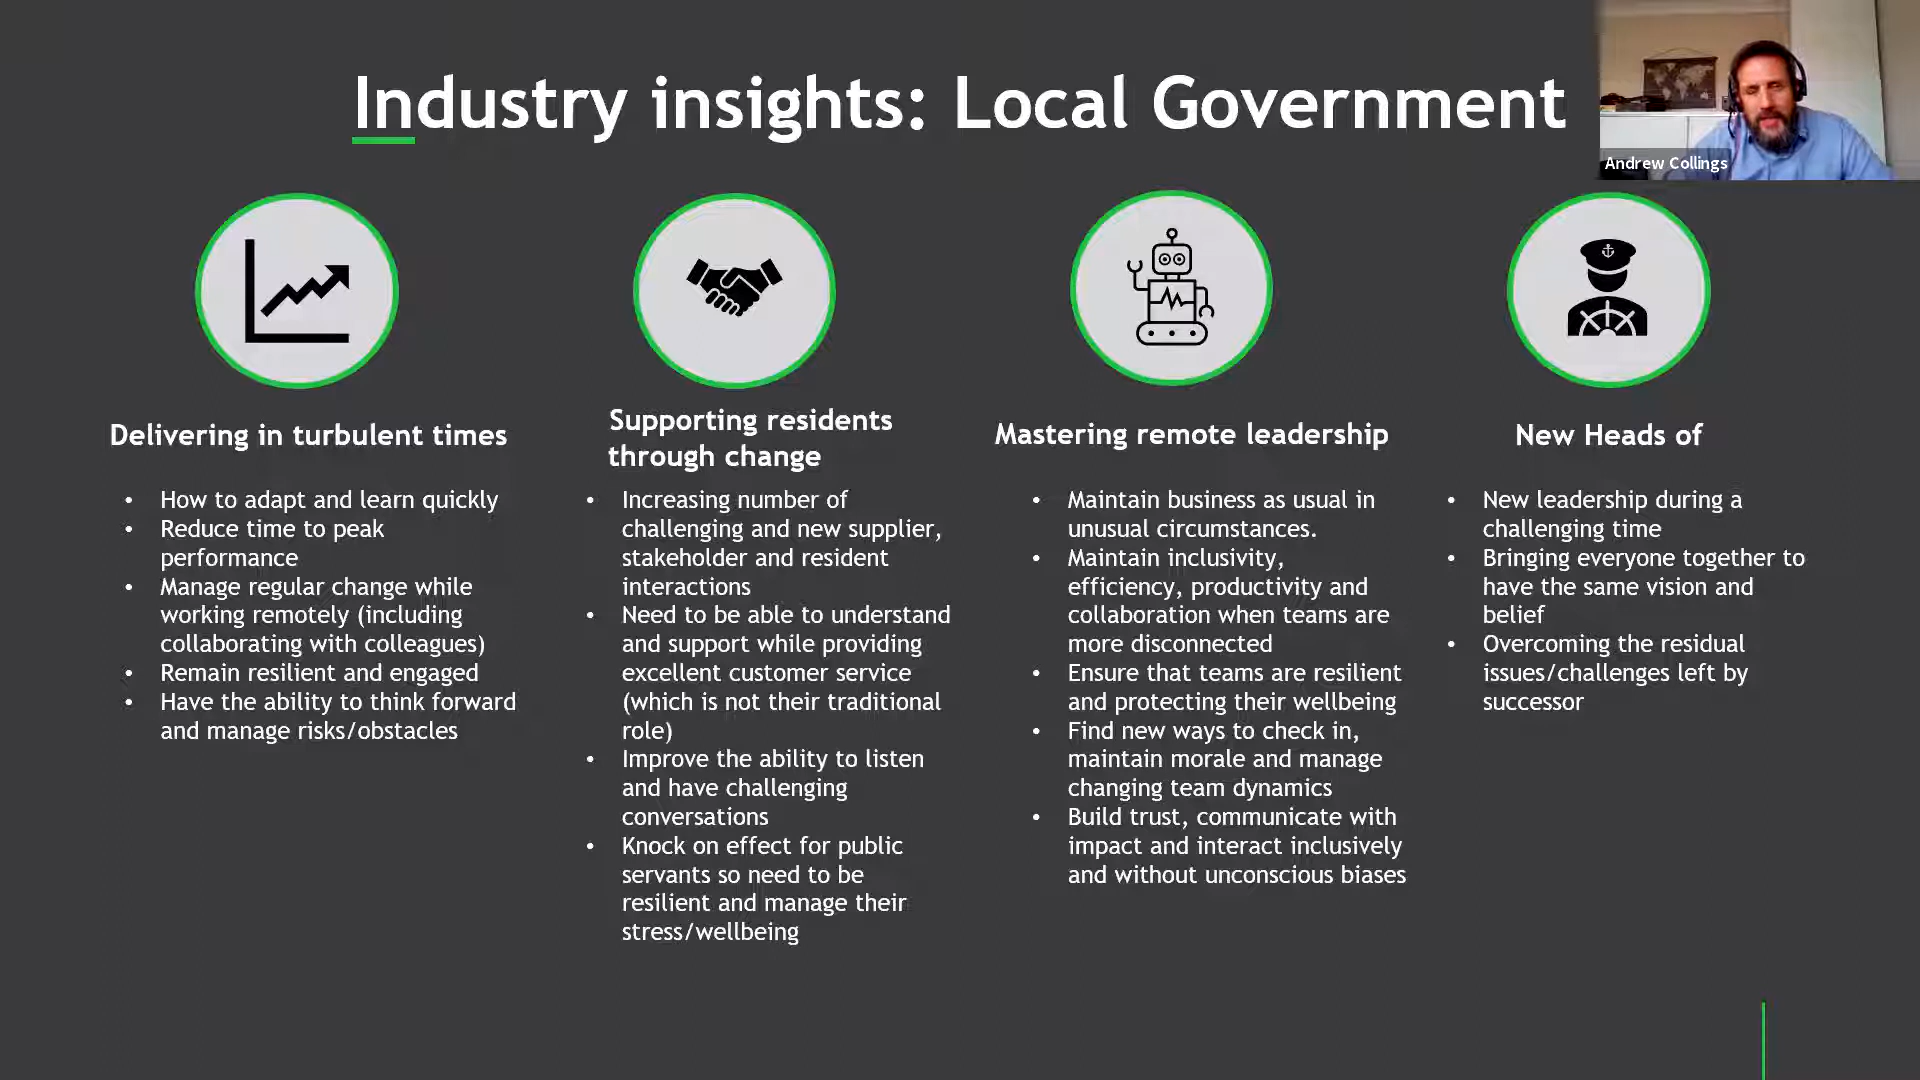 Industry insights: Local Government
Andrew Collings
Delivering in turbulent times
• How to adapt and learn quickly
• Reduce time to peak
performance
• Manage regular change while
working remotely (including
collaborating with colleagues)
• Remain resilient and engaged
• Have the ability to think forward
and manage risks/obstacles
Supporting residents
through change
• Increasing number of
challenging and new supplier,
stakeholder and resident
interactions
• Need to be able to understand
and support while providing
excellent customer service
(which is not their traditional
role)
• Improve the ability to listen
and have challenging
conversations
• Knock on effect for public
servants so need to be
resilient and manage their
stress/wellbeing
Mastering remote leadership
• Maintain business as usual in
unusual circumstances.
• Maintain inclusivity,
efficiency, productivity and
collaboration when teams are
more disconnected
• Ensure that teams are resilient
and protecting their wellbeing
• Find new ways to check in,
maintain morale and manage
changing team dynamics
• Build trust, communicate with
impact and interact inclusively
and without unconscious biases
New Heads of
• New leadership during a
challenging time
• Bringing everyone together to
have the same vision and
belief
• Overcoming the residual
issues/challenges left by
successor